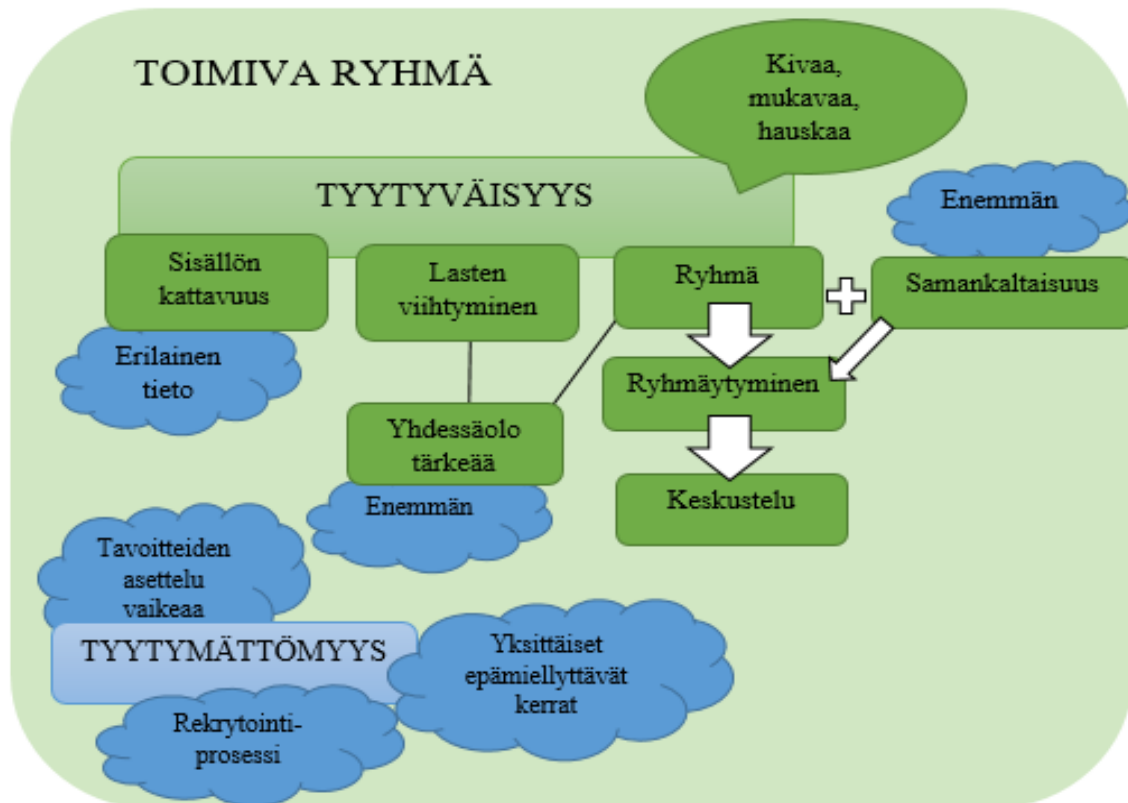 TOIMIVA RYHMÄ
Kivaa,
mukavaa,
hauskaa
TYYTYVÄISYYS
Enemmän
Sisällön
kattavuus
Lasten
viihtyminen
Ryhmä
Samankaltaisuus
Erilainen
tieto
Ryhmäytyminen
Yhdessäolo
tärkeää
Enemmän
Keskustelu
Tavoitteiden
asettelu
vaikeaa
TYYTYMÄTTÖMYYS
Yksittäiset
epämiellyttävät
kerrat
Rekrytointi-
prosessi